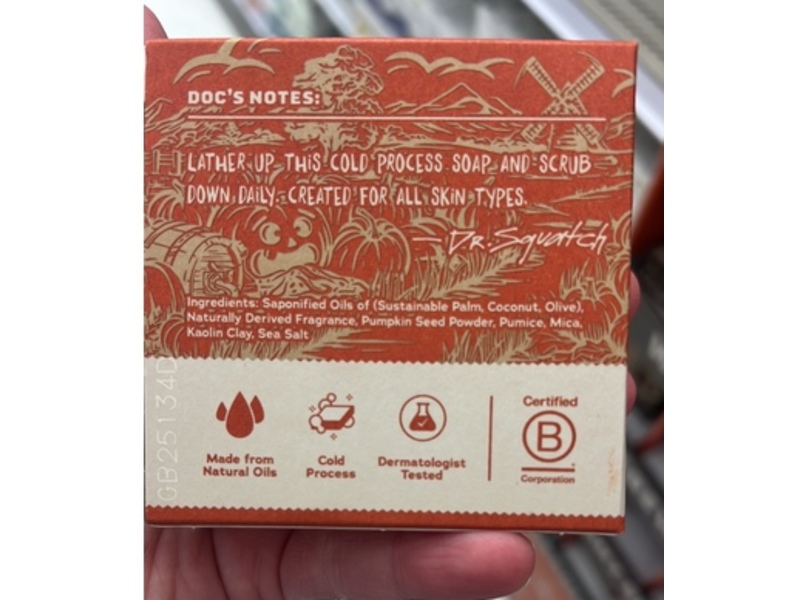 DOC'S NOTES:
LATHER UP THIS COLD PROCESS SOAP AND SCRUB
DOWN DAILY. CREATED FOR ALL SKIN TYPES.
— DR. Squatch
Ingredients: Saponified Oils of (Sustainable Palm, Coconut, Olive),
Naturally Derived Fragrance, Pumpkin Seed Powder, Pumice, Mica,
Kaolin Clay, Sea Salt
GB25134D
Made from
Natural Oils
Cold
Process
Dermatologist
Tested
Certified
B
Corporation